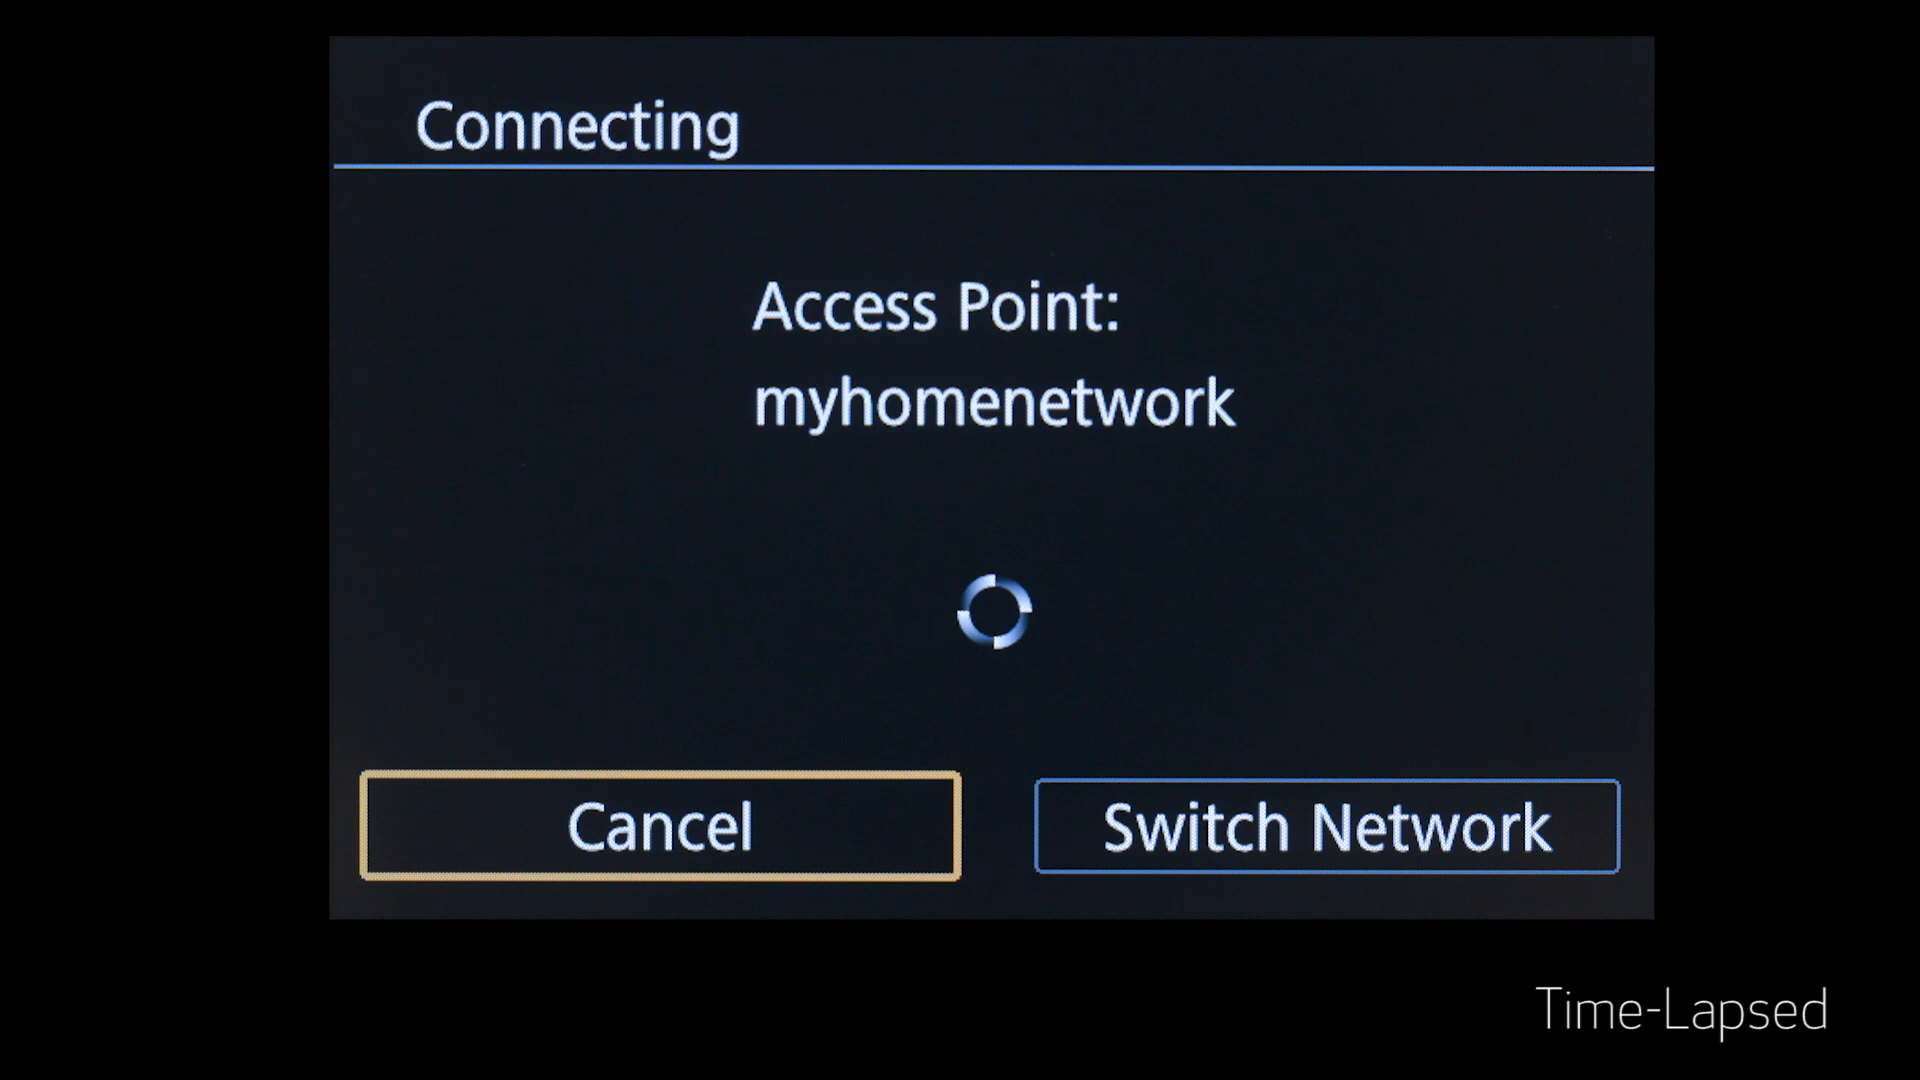 Connecting
Access Point:
myhomenetwork
Cancel
Switch Network
Time-Lapsed